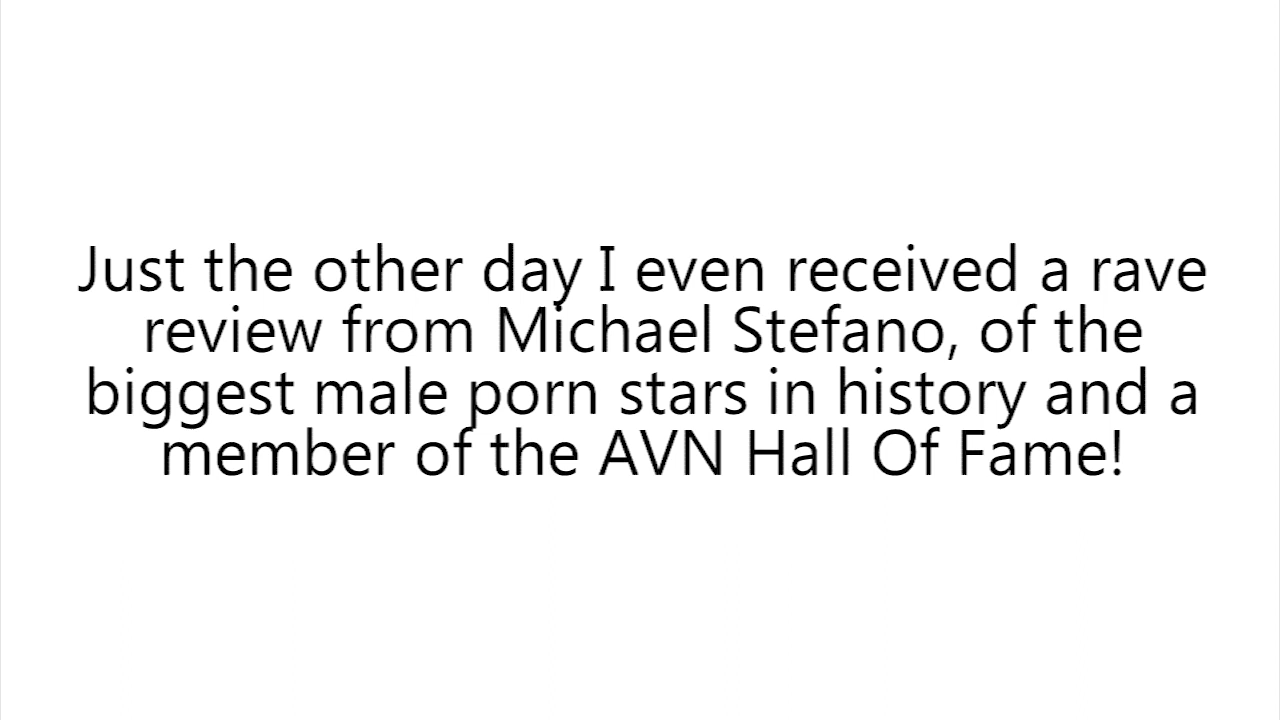 Just the other day I even received a rave
review from Michael Stefano, of the
biggest male porn stars in history and a
member of the AVN Hall Of Fame!